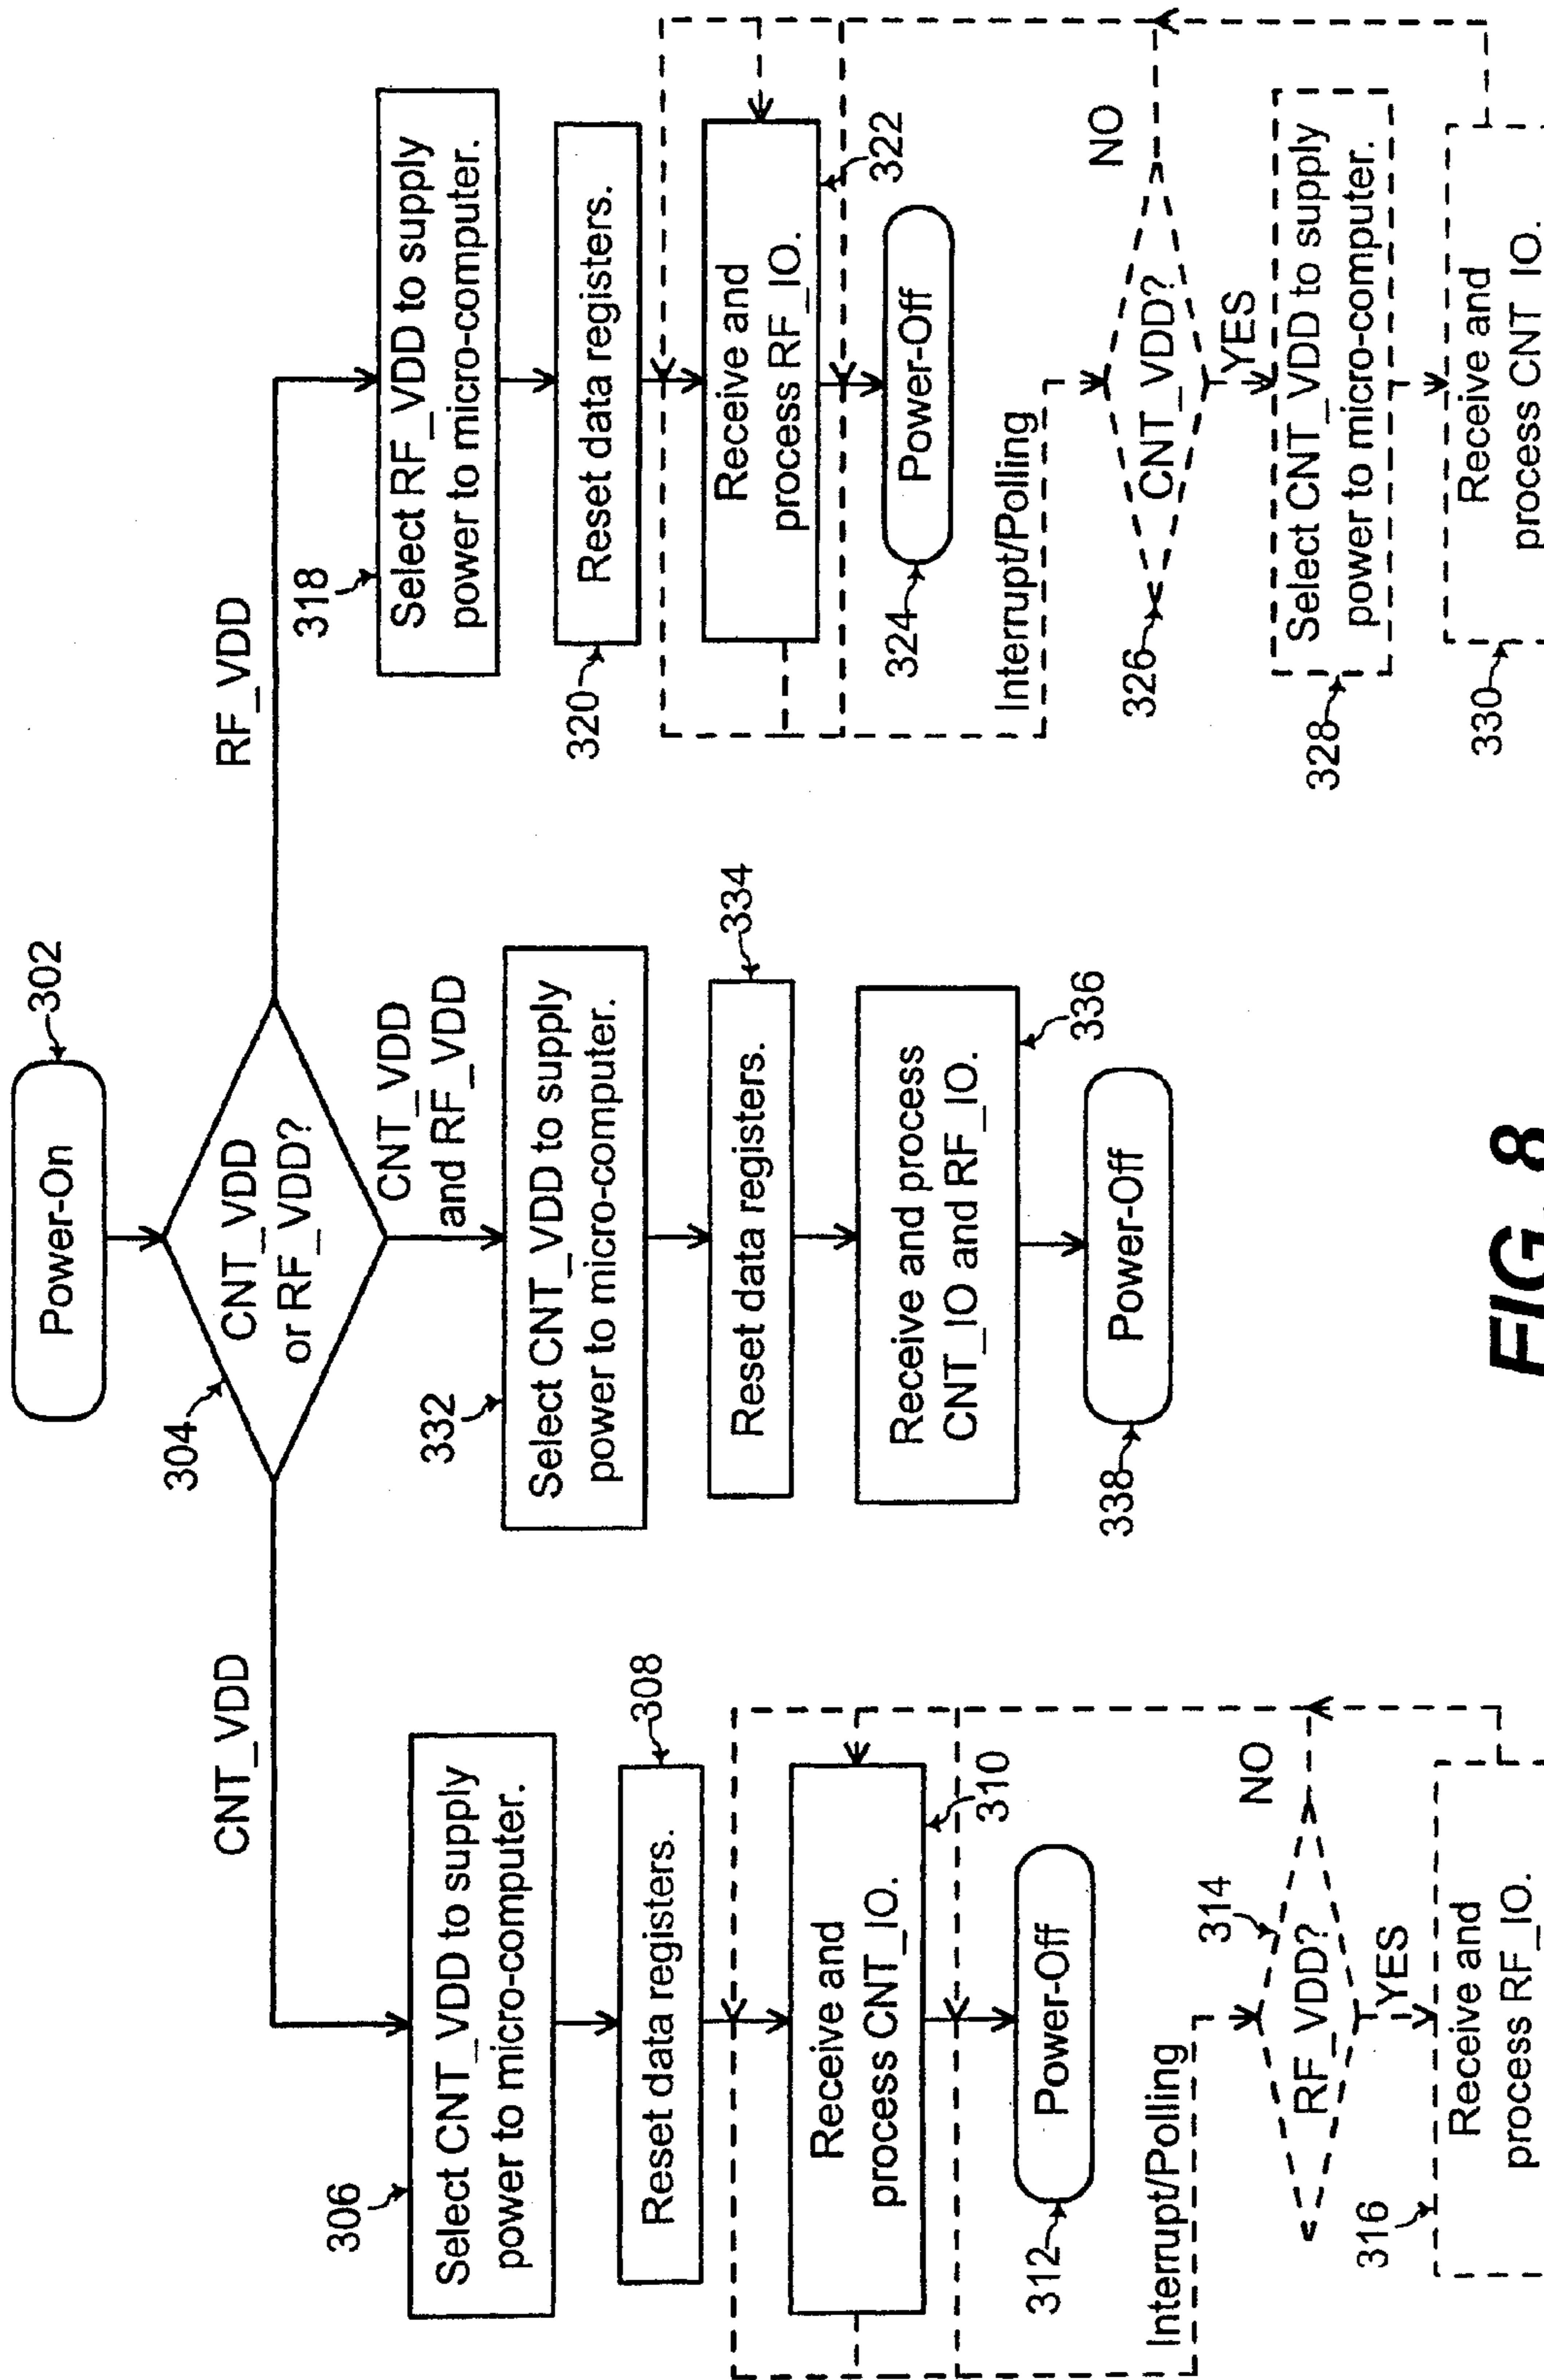 Power-On
302
304
CNT_VDD
or RF_VDD?
CNT_VDD
306
Select CNT_VDD to supply
power to micro-computer.
308
Reset data registers.
Receive and
process CNT_IO.
310
312
Power-Off
Interrupt/Polling
314
RF_VDD?
NO
YES
316
Receive and
process RF_IO.
CNT_VDD
and RF_VDD
332
Select CNT_VDD to supply
power to micro-computer.
334
Reset data registers.
Receive and process
CNT_IO and RF_IO.
336
338
Power-Off
RF_VDD
318
Select RF_VDD to supply
power to micro-computer.
320
Reset data registers.
Receive and
process RF_IO.
322
324
Power-Off
Interrupt/Polling
326
CNT_VDD?
NO
YES
328
Select CNT_VDD to supply
power to micro-computer.
330
Receive and
process CNT_IO.
FIG. 8